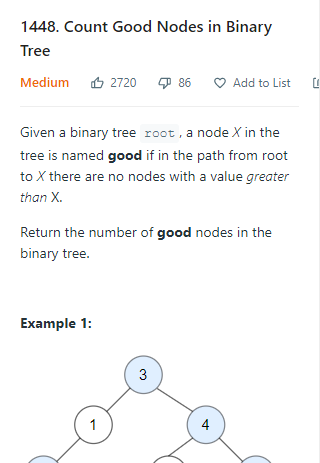 1448. Count Good Nodes in Binary
Tree
Medium 2720 86 Add to List
Given a binary tree root, a node X in the
tree is named good if in the path from root
to X there are no nodes with a value greater
than X.
Return the number of good nodes in the
binary tree.
Example 1:
3
1 4